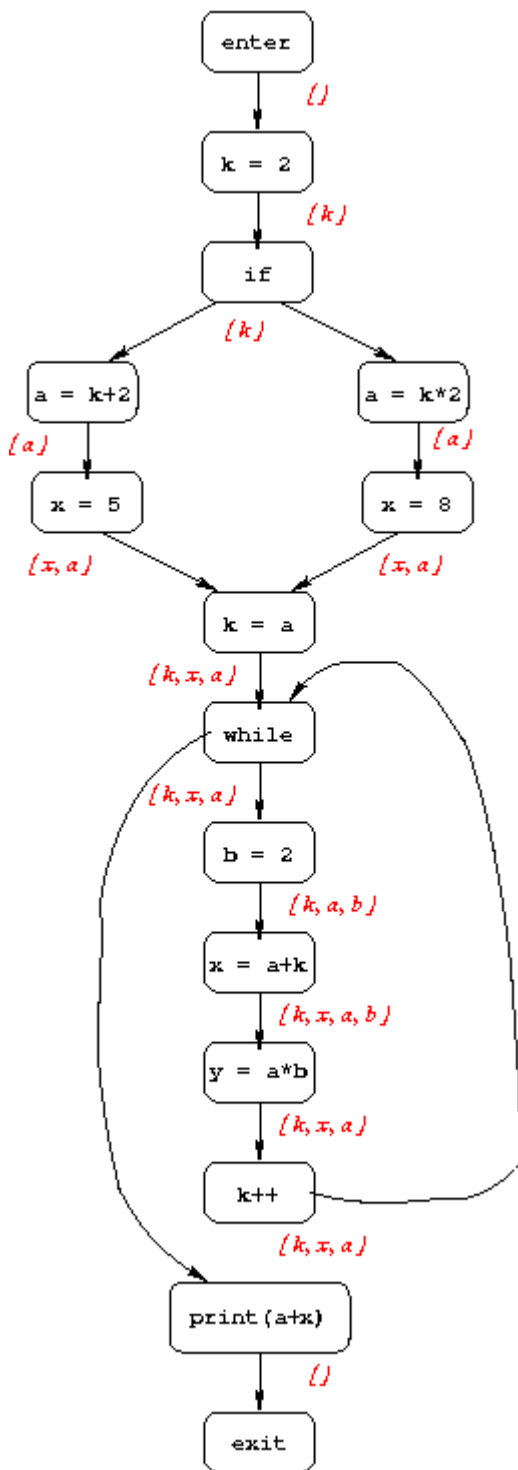 enter
{}
k = 2
{k}
if
{k}
a = k+2
a = k*2
{a}
{a}
x = 5
x = 8
{x, a}
{x, a}
k = a
{k, x, a}
while
{k, x, a}
b = 2
{k, a, b}
x = a+k
{k, x, a, b}
y = a*b
{k, x, a}
k++
{k, x, a}
print(a+x)
{}
exit